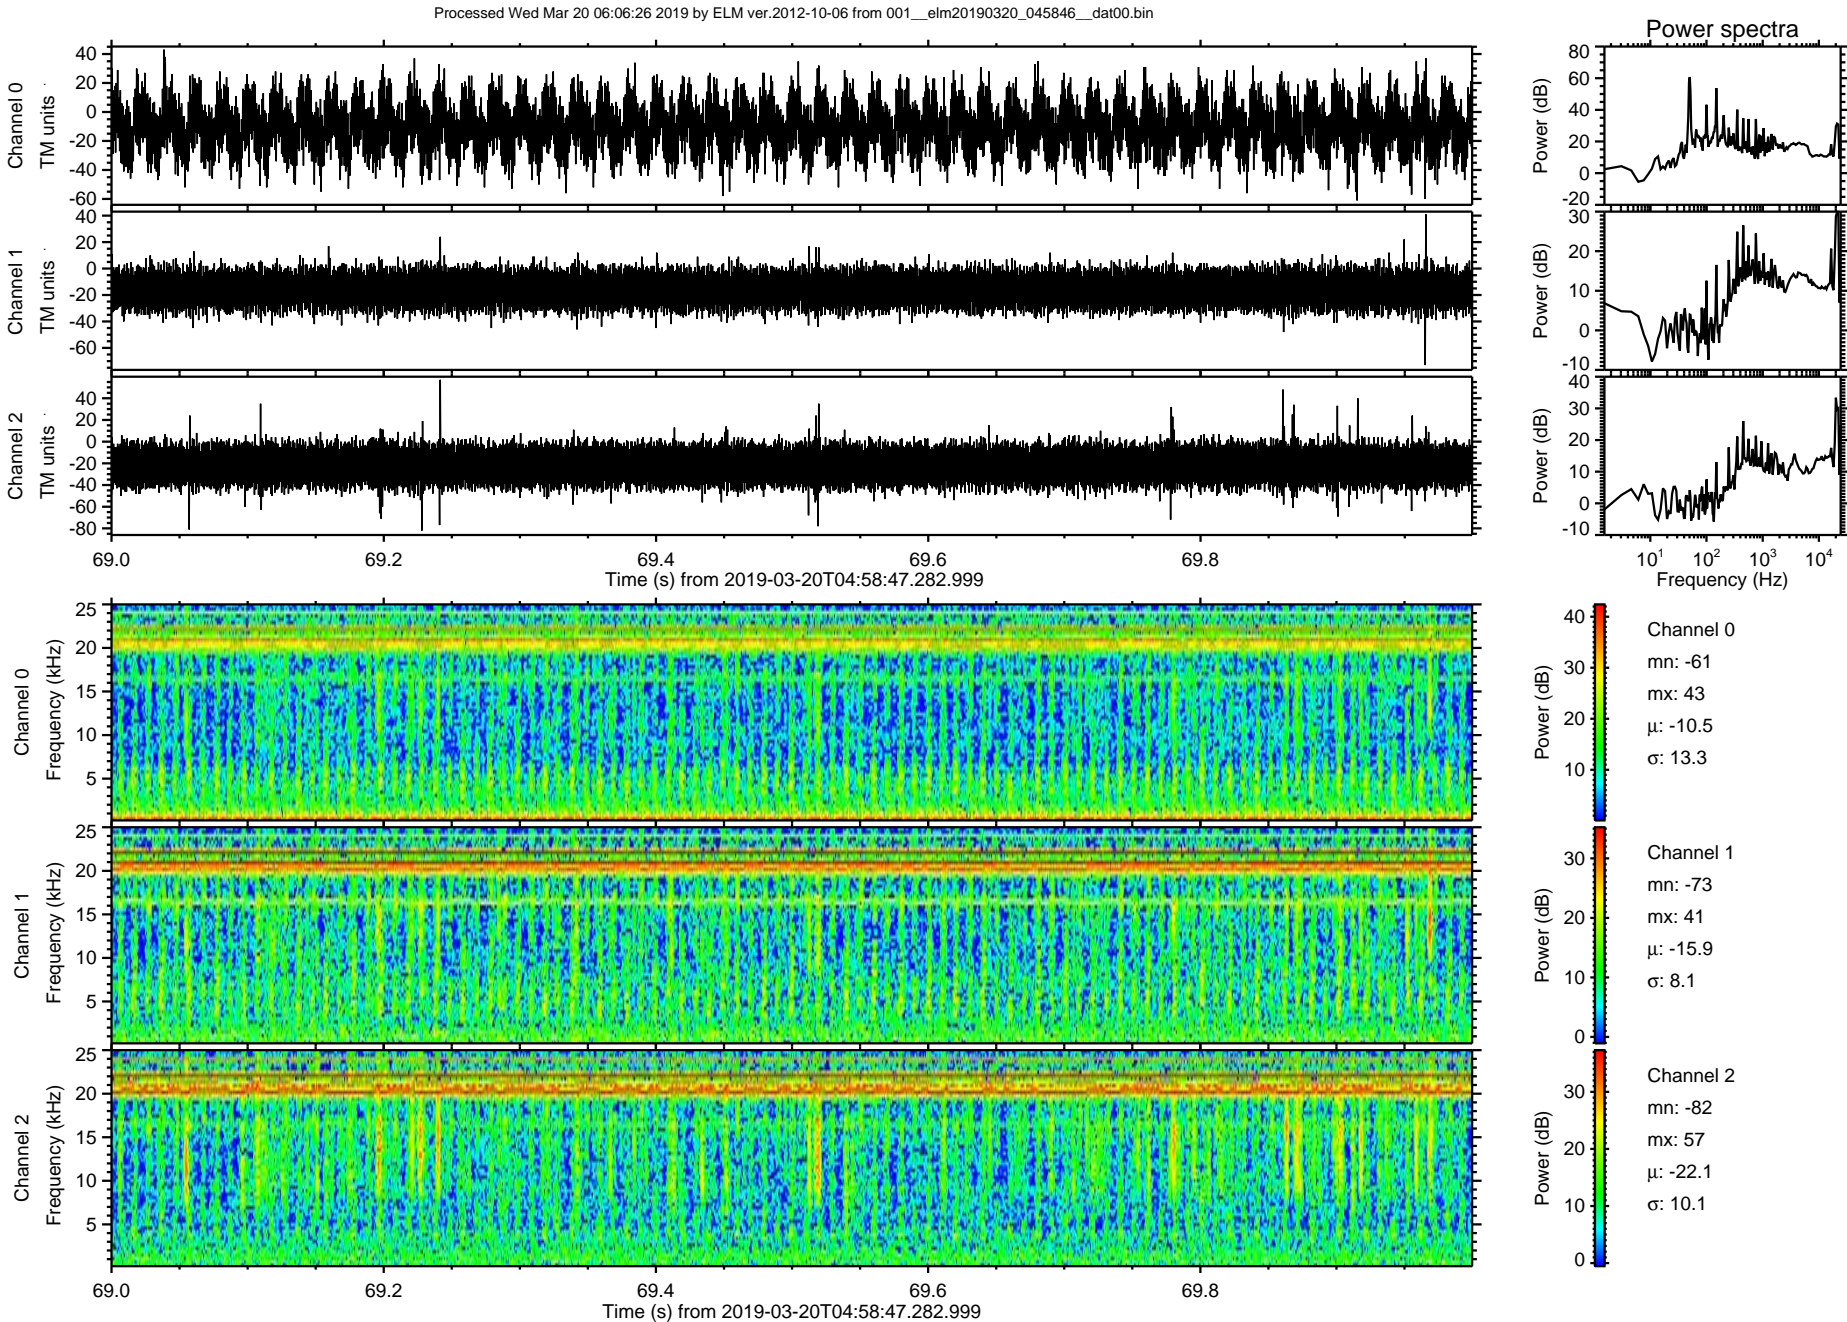 Processed Wed Mar 20 06:06:26 2019 by ELM ver.2012-10-06 from 001__elm20190320_045846__dat00.bin
Power spectra
Channel 0
TM units
40
20
0
-20
-40
-60
Power (dB)
80
60
40
20
0
-20
Channel 1
TM units
40
20
0
-20
-40
-60
Power (dB)
30
20
10
0
-10
Channel 2
TM units
40
20
0
-20
-40
-60
-80
Power (dB)
40
30
20
10
0
-10
69.0 69.2 69.4 69.6 69.8
Time (s) from 2019-03-20T04:58:47.282.999
10¹ 10² 10³ 10⁴
Frequency (Hz)
Channel 0
Frequency (kHz)
25
20
15
10
5
Power (dB)
40
30
20
10
Channel 0
mn: -61
mx: 43
μ: -10.5
σ: 13.3
Channel 1
Frequency (kHz)
25
20
15
10
5
Power (dB)
30
20
10
0
Channel 1
mn: -73
mx: 41
μ: -15.9
σ: 8.1
Channel 2
Frequency (kHz)
25
20
15
10
5
Power (dB)
30
20
10
0
Channel 2
mn: -82
mx: 57
μ: -22.1
σ: 10.1
69.0 69.2 69.4 69.6 69.8
Time (s) from 2019-03-20T04:58:47.282.999